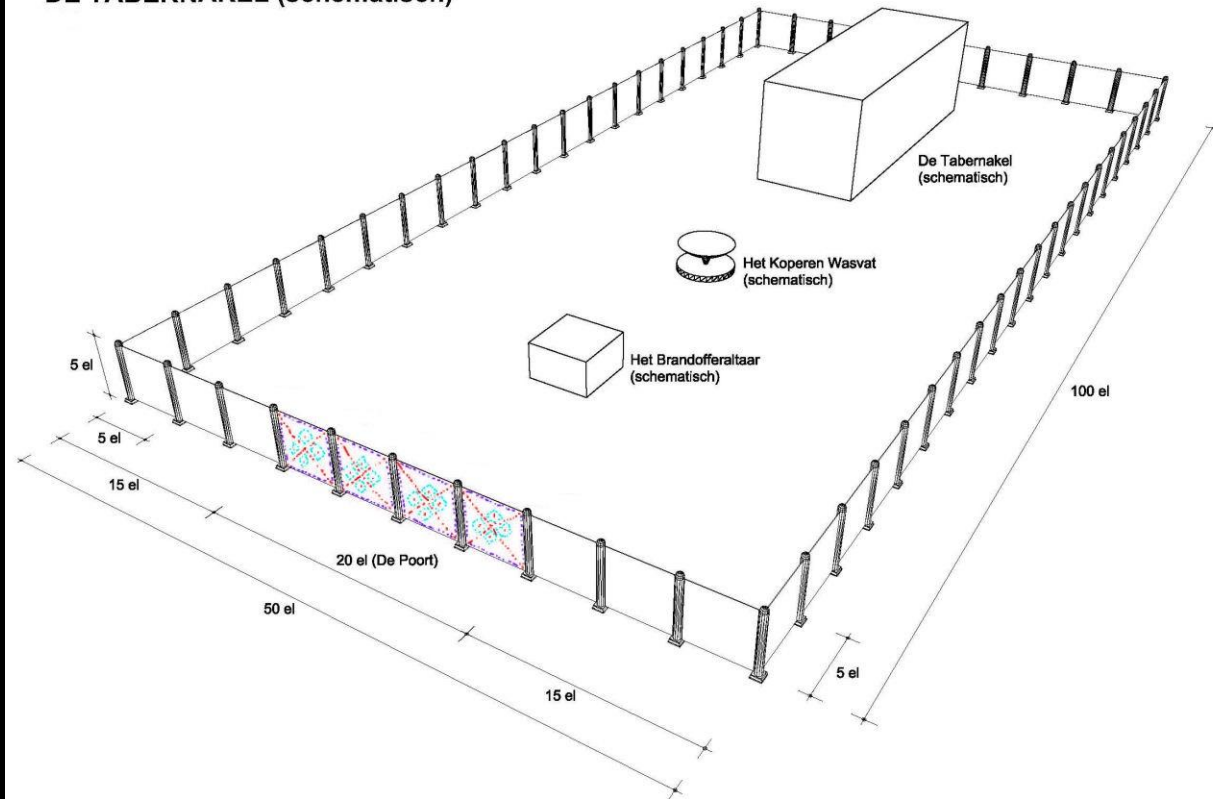 DE TABERNAKEL (schematisch)
De Tabernakel
(schematisch)
Het Koperen Wasvat
(schematisch)
Het Brandofferaltaar
(schematisch)
5 el
5 el
15 el
20 el (De Poort)
50 el
15 el
5 el
100 el